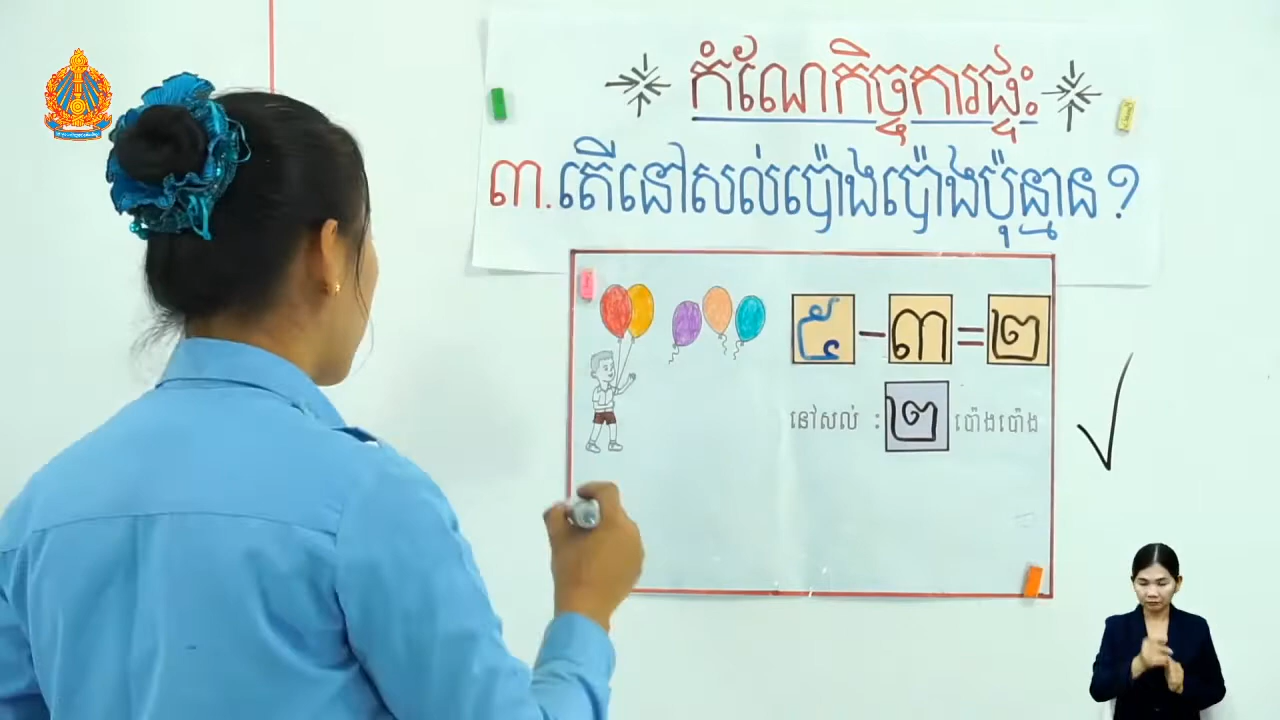 កំណែកិច្ចការផ្ទះ
៣.តើនៅសល់ប៉ោងប៉ោងប៉ុន្មាន?
៥-៣=២
នៅសល់ : ២ ប៉ោងប៉ោង